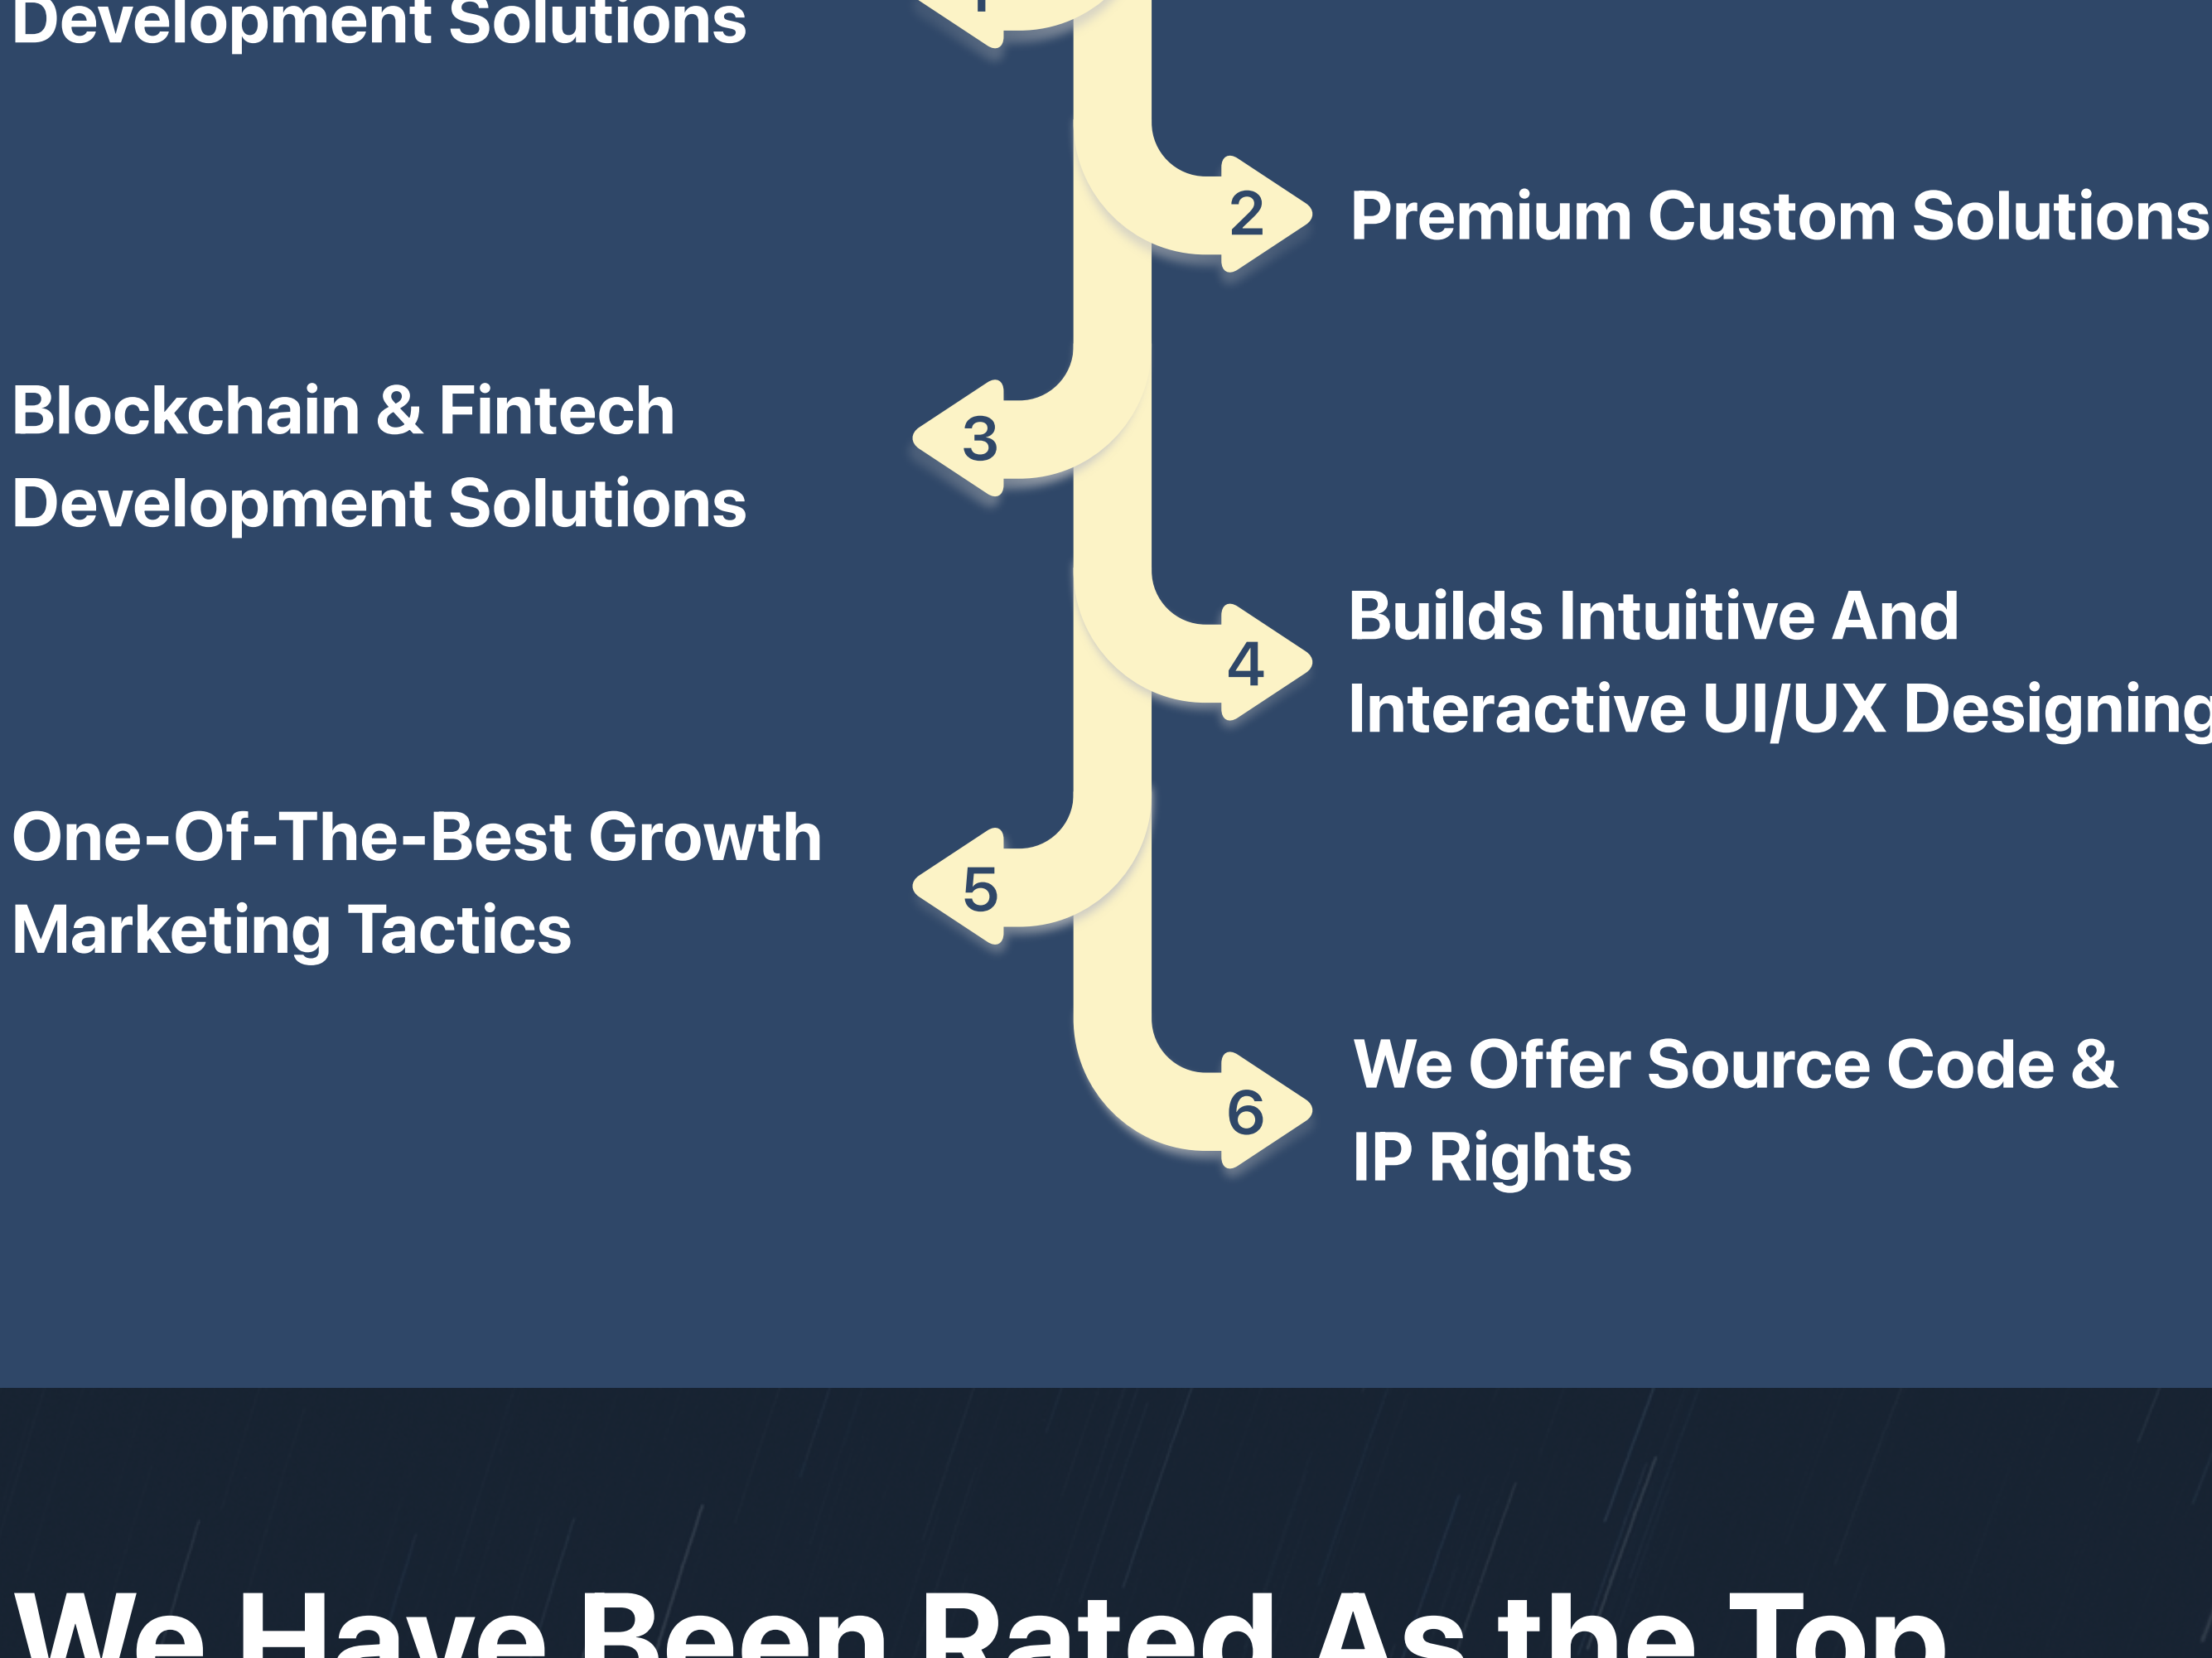 Development Solutions
2
Premium Custom Solutions
Blockchain & Fintech
Development Solutions
3
Builds Intuitive And
Interactive UI/UX Designing
4
One-Of-The-Best Growth
Marketing Tactics
5
We Offer Source Code &
IP Rights
6
We Have Been Rated As the Top